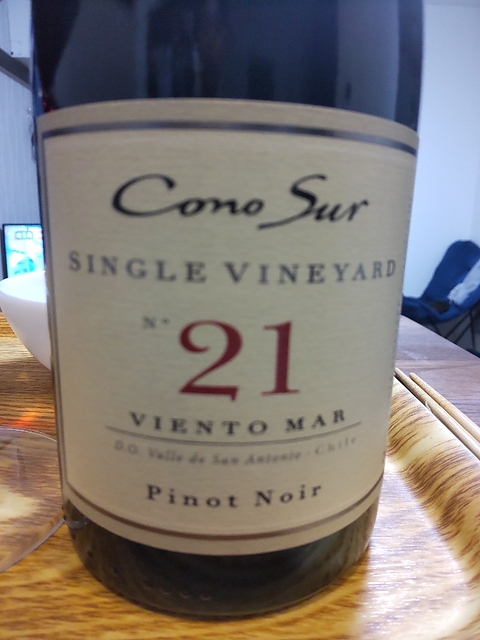 Cono Sur
SINGLE VINEYARD
N° 21
VIENTO MAR
D.O. Valle de San Antonio - Chile
Pinot Noir